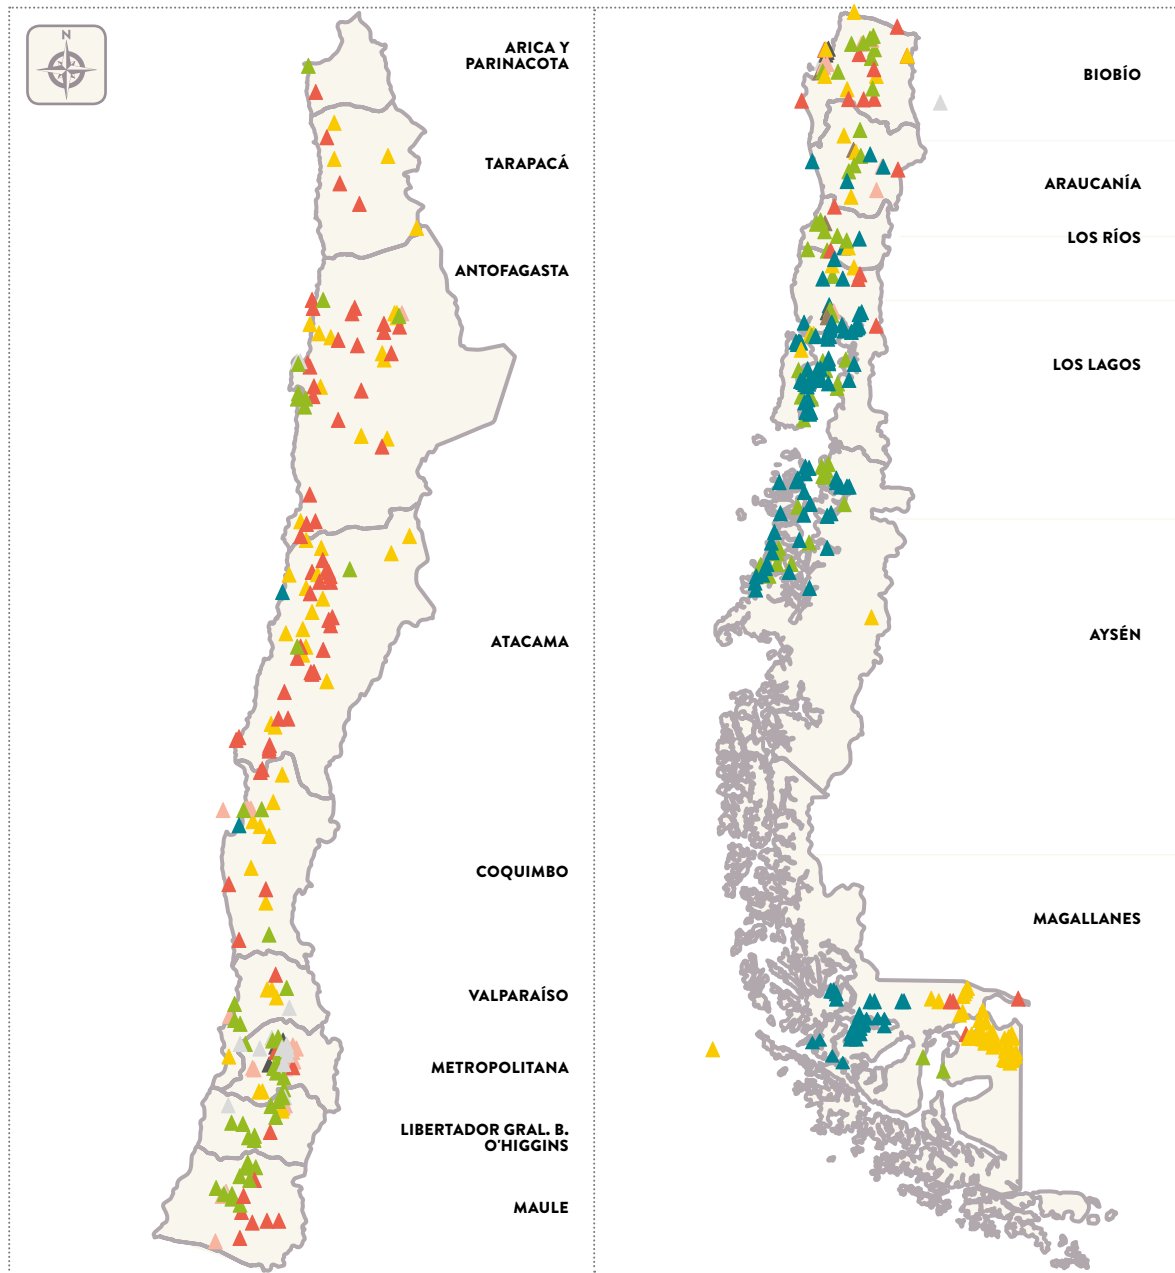 N
ARICA Y
PARINACOTA
TARAPACÁ
ANTOFAGASTA
ATACAMA
COQUIMBO
VALPARAÍSO
METROPOLITANA
LIBERTADOR GRAL. B.
O'HIGGINS
MAULE
BIOBÍO
ARAUCANÍA
LOS RÍOS
LOS LAGOS
AYSÉN
MAGALLANES